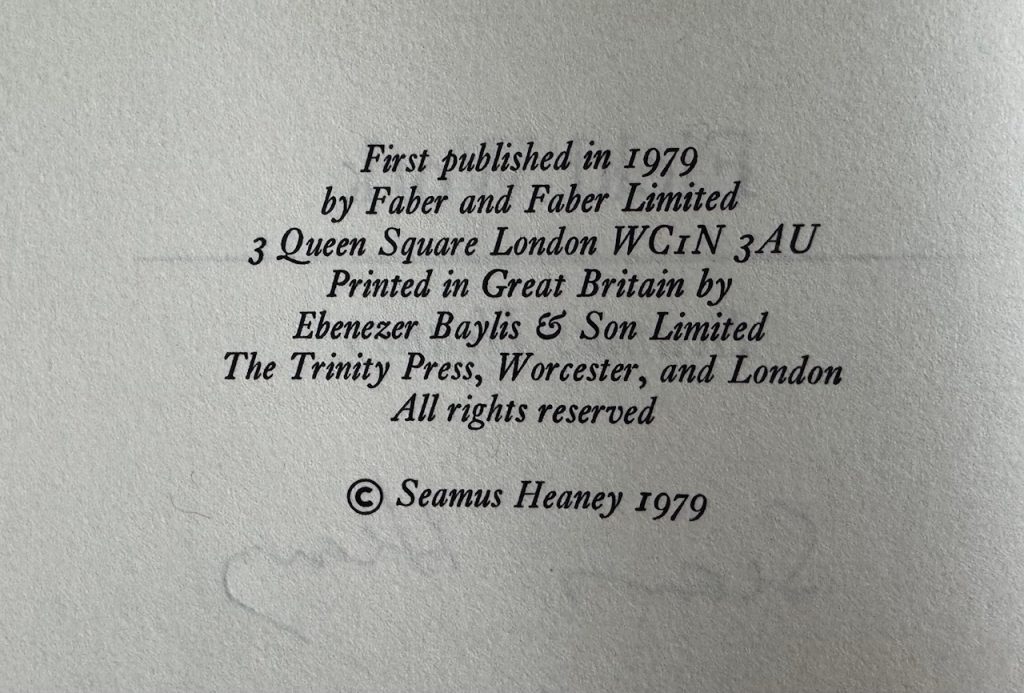 First published in 1979
by Faber and Faber Limited
3 Queen Square London WC1N 3AU
Printed in Great Britain by
Ebenezer Baylis & Son Limited
The Trinity Press, Worcester, and London
All rights reserved
© Seamus Heaney 1979